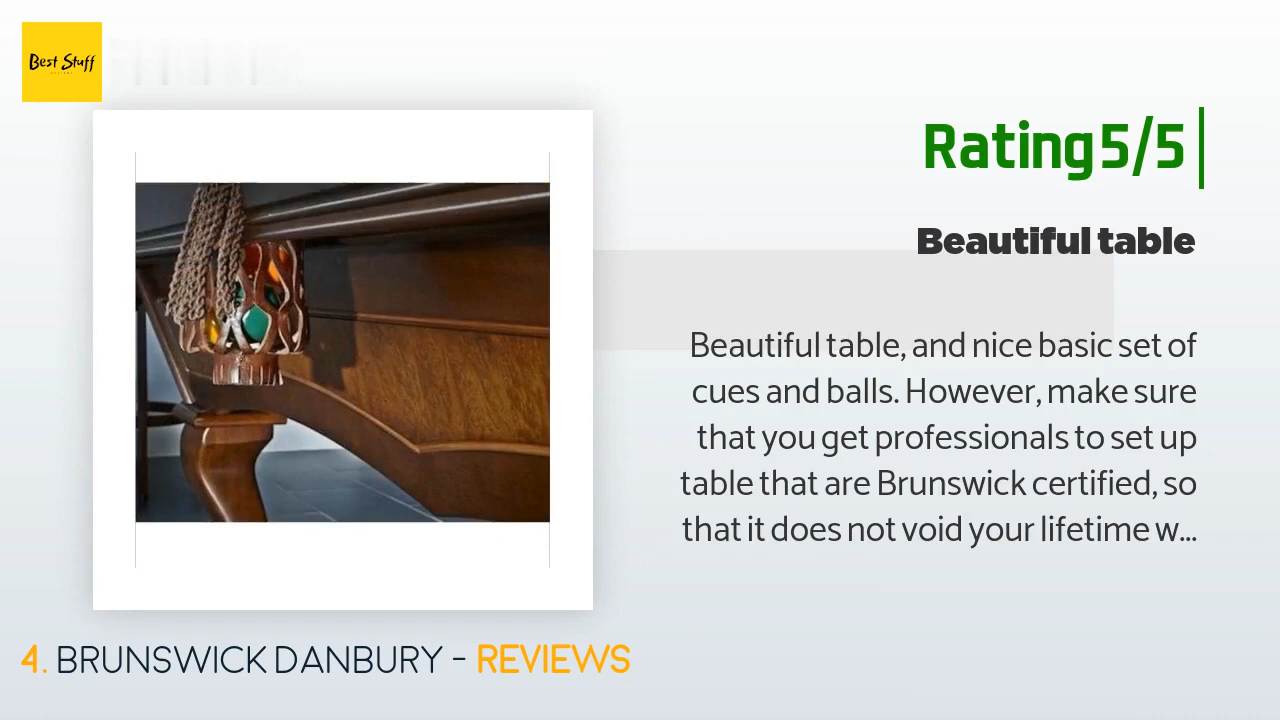 Best Stuff
Rating 5/5
Beautiful table
Beautiful table, and nice basic set of
cues and balls. However, make sure
that you get professionals to set up
table that are Brunswick certified, so
that it does not void your lifetime w...
4. BRUNSWICK DANBURY - REVIEWS